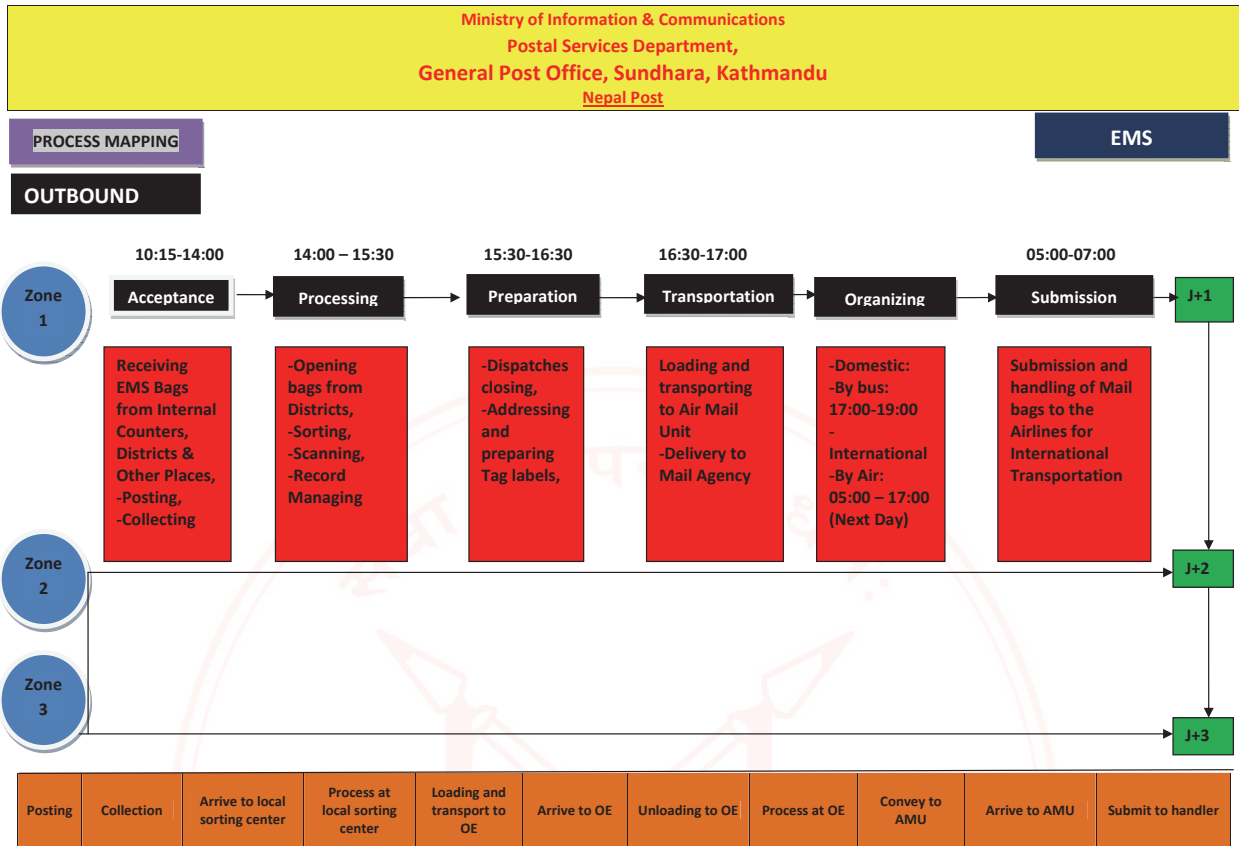 Ministry of Information & Communications
Postal Services Department,
General Post Office, Sundhara, Kathmandu
Nepal Post
PROCESS MAPPING
EMS
OUTBOUND
10:15-14:00
14:00 – 15:30
15:30-16:30
16:30-17:00
05:00-07:00
Zone
1
Acceptance
Processing
Preparation
Transportation
Organizing
Submission
J+1
Receiving
EMS Bags
from Internal
Counters,
Districts &
Other Places,
-Posting,
-Collecting
-Opening
bags from
Districts,
-Sorting,
-Scanning,
-Record
Managing
-Dispatches
closing,
-Addressing
and
preparing
Tag labels,
Loading and
transporting
to Air Mail
Unit
-Delivery to
Mail Agency
-Domestic:
-By bus:
17:00-19:00
-
International
-By Air:
05:00 – 17:00
(Next Day)
Submission and
handling of Mail
bags to the
Airlines for
International
Transportation
Zone
2
J+2
Zone
3
J+3
Posting
Collection
Arrive to local
sorting center
Process at
local sorting
center
Loading and
transport to
OE
Arrive to OE
Unloading to OE
Process at OE
Convey to
AMU
Arrive to AMU
Submit to handler